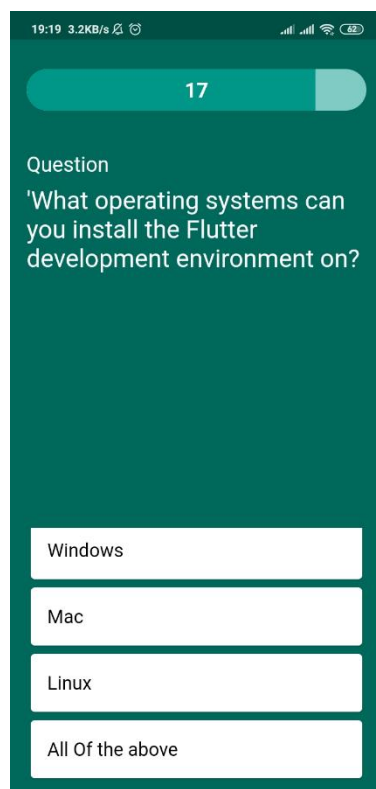 19:19 3.2KB/s 62
17
Question
'What operating systems can
you install the Flutter
development environment on?
Windows
Mac
Linux
All Of the above